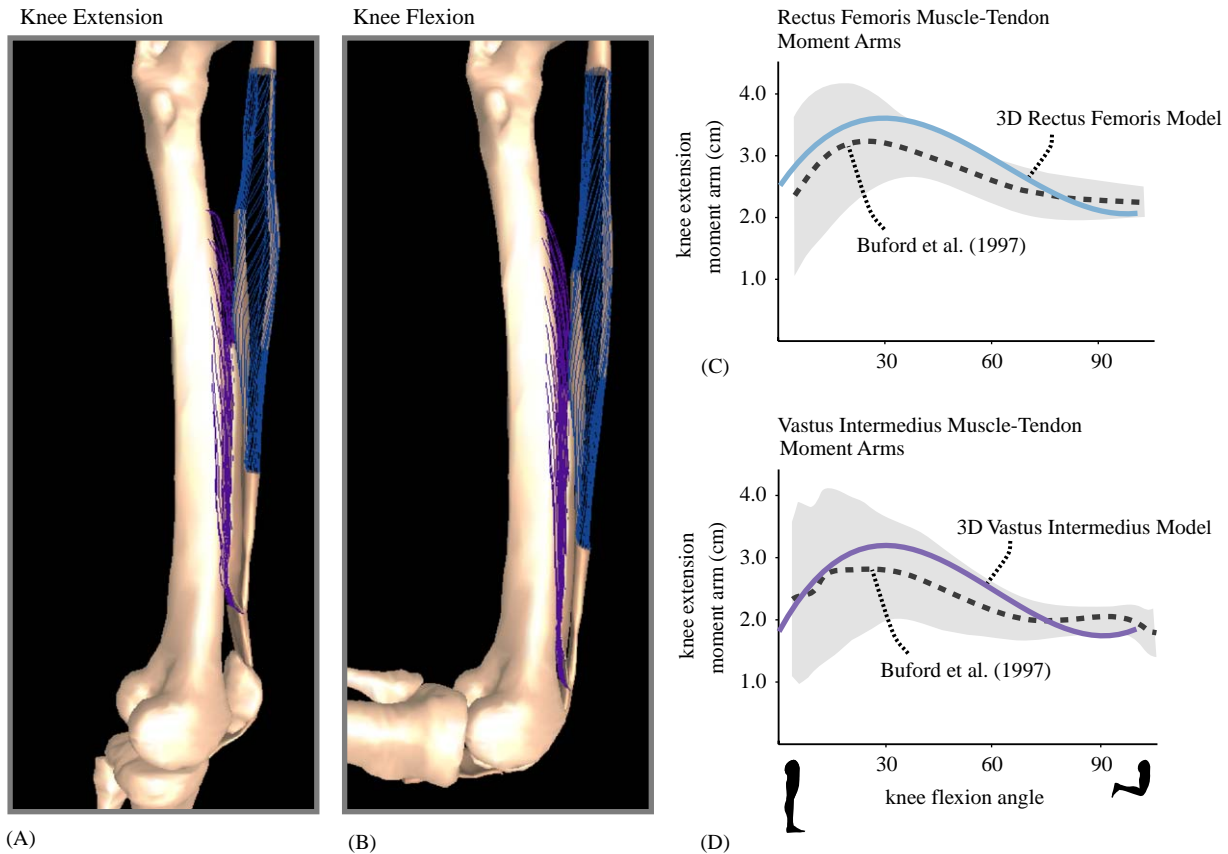 Knee Extension
Knee Flexion
(A)
(B)
Rectus Femoris Muscle-Tendon
Moment Arms
4.0
3.0
2.0
1.0
knee extension
moment arm (cm)
3D Rectus Femoris Model
Buford et al. (1997)
30
60
90
(C)
Vastus Intermedius Muscle-Tendon
Moment Arms
4.0
3.0
2.0
1.0
knee extension
moment arm (cm)
3D Vastus Intermedius Model
Buford et al. (1997)
30
60
90
knee flexion angle
(D)